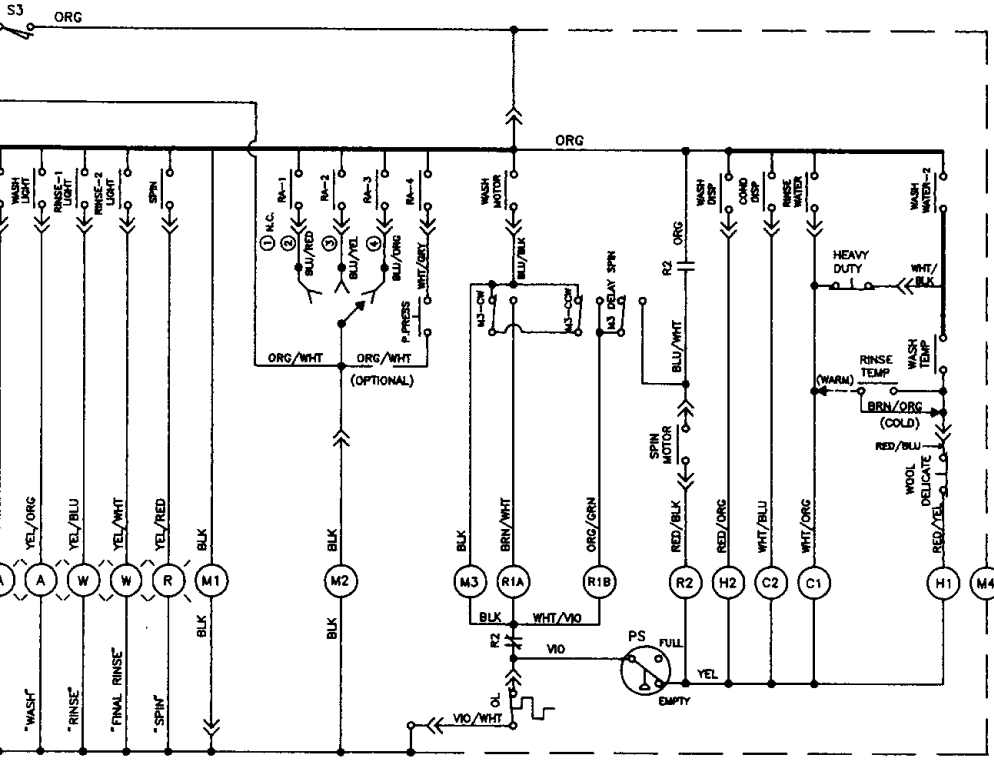 S3
ORG
ORG
WASH LIGHT
RINSE-1 LIGHT
RINSE-2 LIGHT
SPIN
RA-1
RA-2
RA-3
RA-4
WASH MOTOR
WASH DISP
COND DISP
RINSE WATER
WASH WATER-2
1 N.C.
2
3
4
BLU/RED
BLU/YEL
BLU/ORG
WHT/GRY
BLU/BLK
P.PRESS
M3-CW
M3-CCW
M3 DELAY SPIN
R2
ORG
BLU/WHT
HEAVY DUTY
WHT/BLK
ORG/WHT
ORG/WHT
(OPTIONAL)
WASH TEMP
RINSE TEMP
(WARM)
BRN/ORG
(COLD)
RED/BLU
WOOL DELICATE
SPIN MOTOR
YEL/ORG
YEL/BLU
YEL/WHT
YEL/RED
BLK
BLK
BLK
BRN/WHT
ORG/GRN
RED/BLK
RED/ORG
WHT/BLU
WHT/ORG
RED/YEL
A
A
W
W
R
M1
M2
M3
R1A
R1B
R2
H2
C2
C1
H1
M4
BLK
BLK
BLK
WHT/VIO
R2
VIO
PS
FULL
EMPTY
YEL
OL
VIO/WHT
"WASH"
"RINSE"
"FINAL RINSE"
"SPIN"